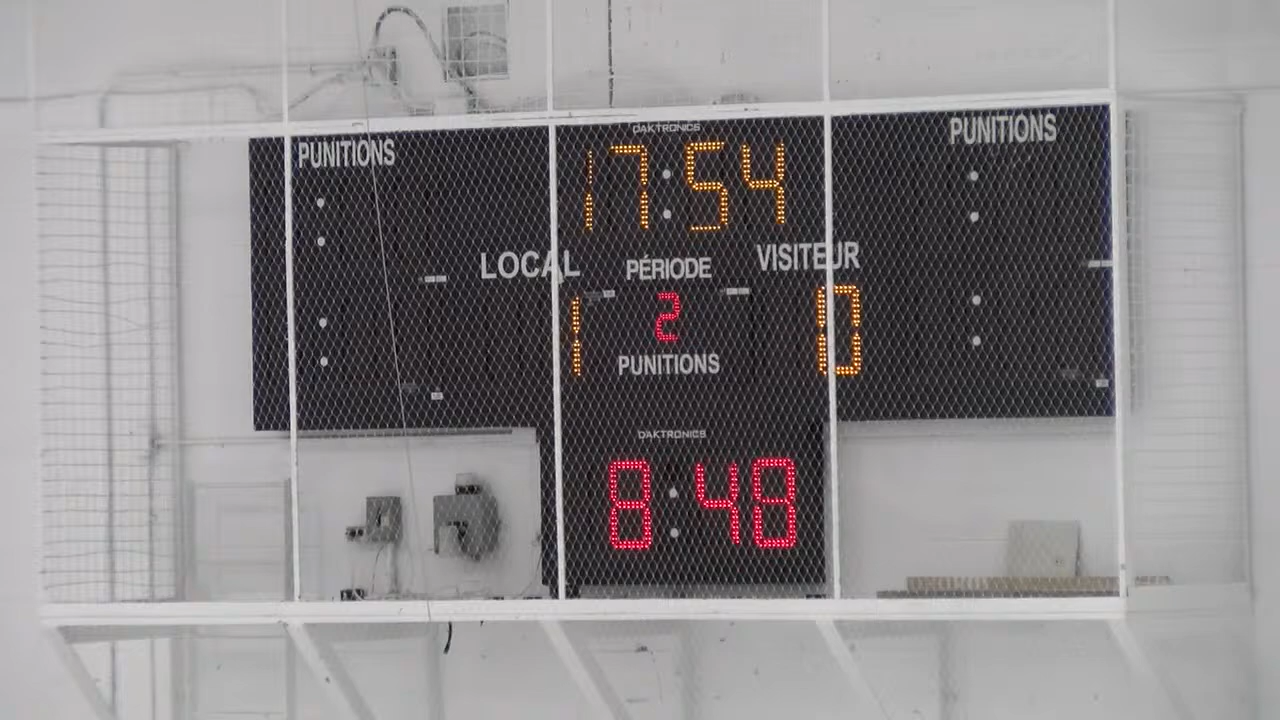 DAKTRONICS
PUNITIONS
17:54
PUNITIONS
LOCAL
PÉRIODE
VISITEUR
1
2
0
PUNITIONS
DAKTRONICS
8:48